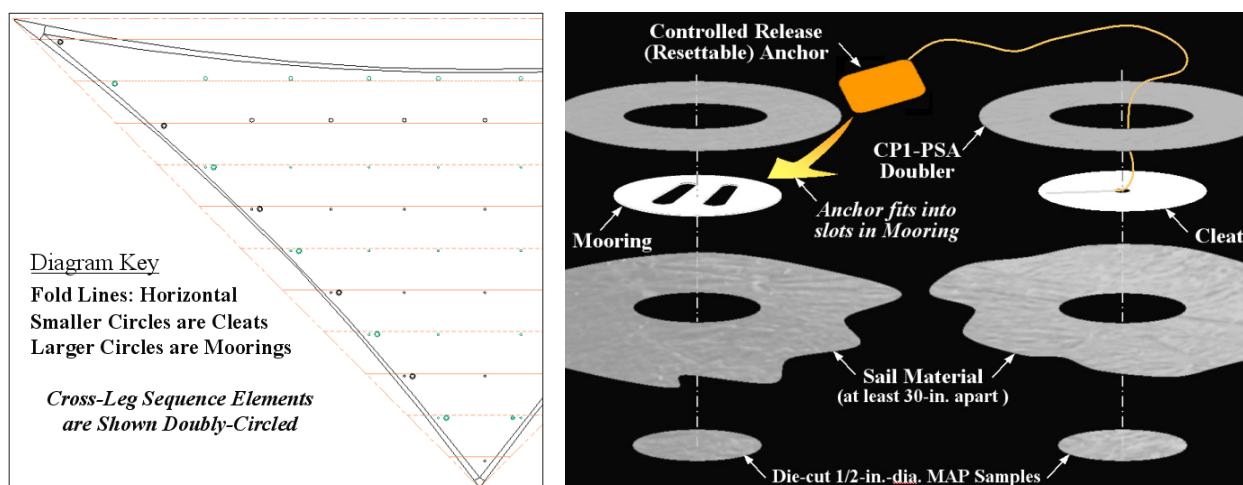 Diagram Key
Fold Lines: Horizontal
Smaller Circles are Cleats
Larger Circles are Moorings
Cross-Leg Sequence Elements
are Shown Doubly-Circled
Controlled Release
(Resettable) Anchor
CP1-PSA
Doubler
Anchor fits into
slots in Mooring
Mooring
Cleat
Sail Material
(at least 30-in. apart )
Die-cut 1/2-in.-dia. MAP Samples